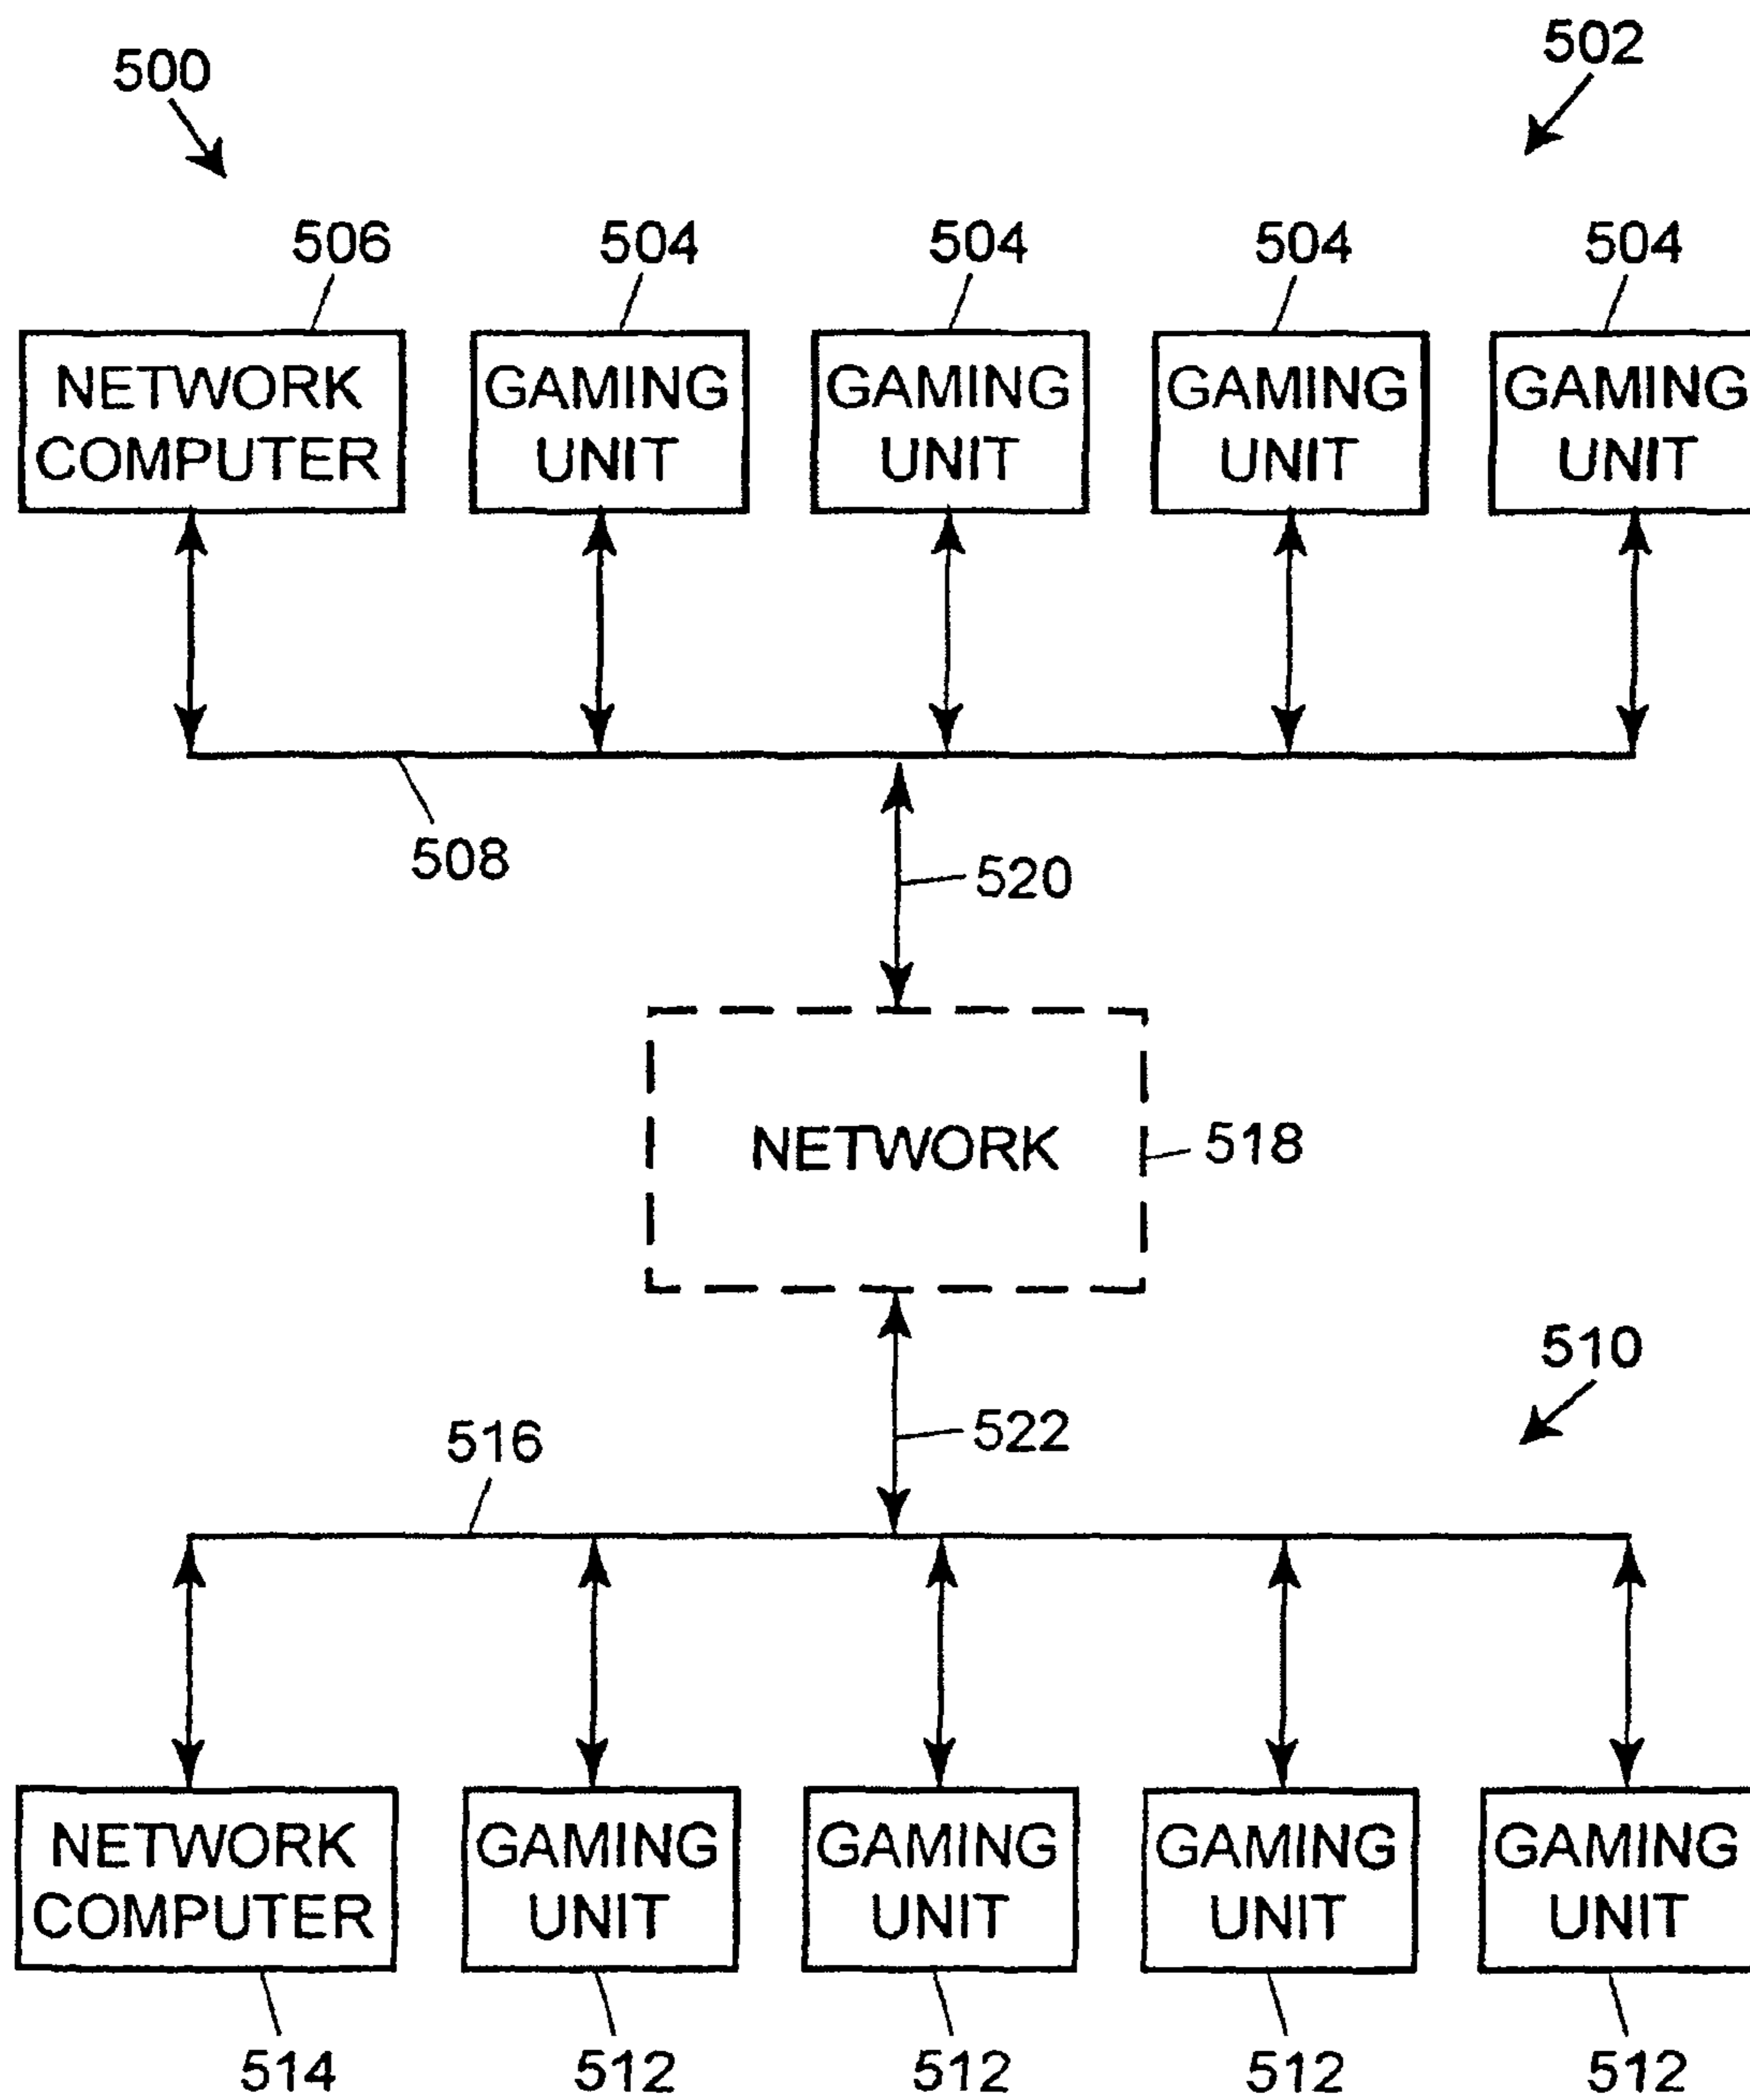 500
502
506
504
504
504
504
NETWORK
COMPUTER
GAMING
UNIT
GAMING
UNIT
GAMING
UNIT
GAMING
UNIT
508
520
NETWORK
518
510
516
522
NETWORK
COMPUTER
GAMING
UNIT
GAMING
UNIT
GAMING
UNIT
GAMING
UNIT
514
512
512
512
512